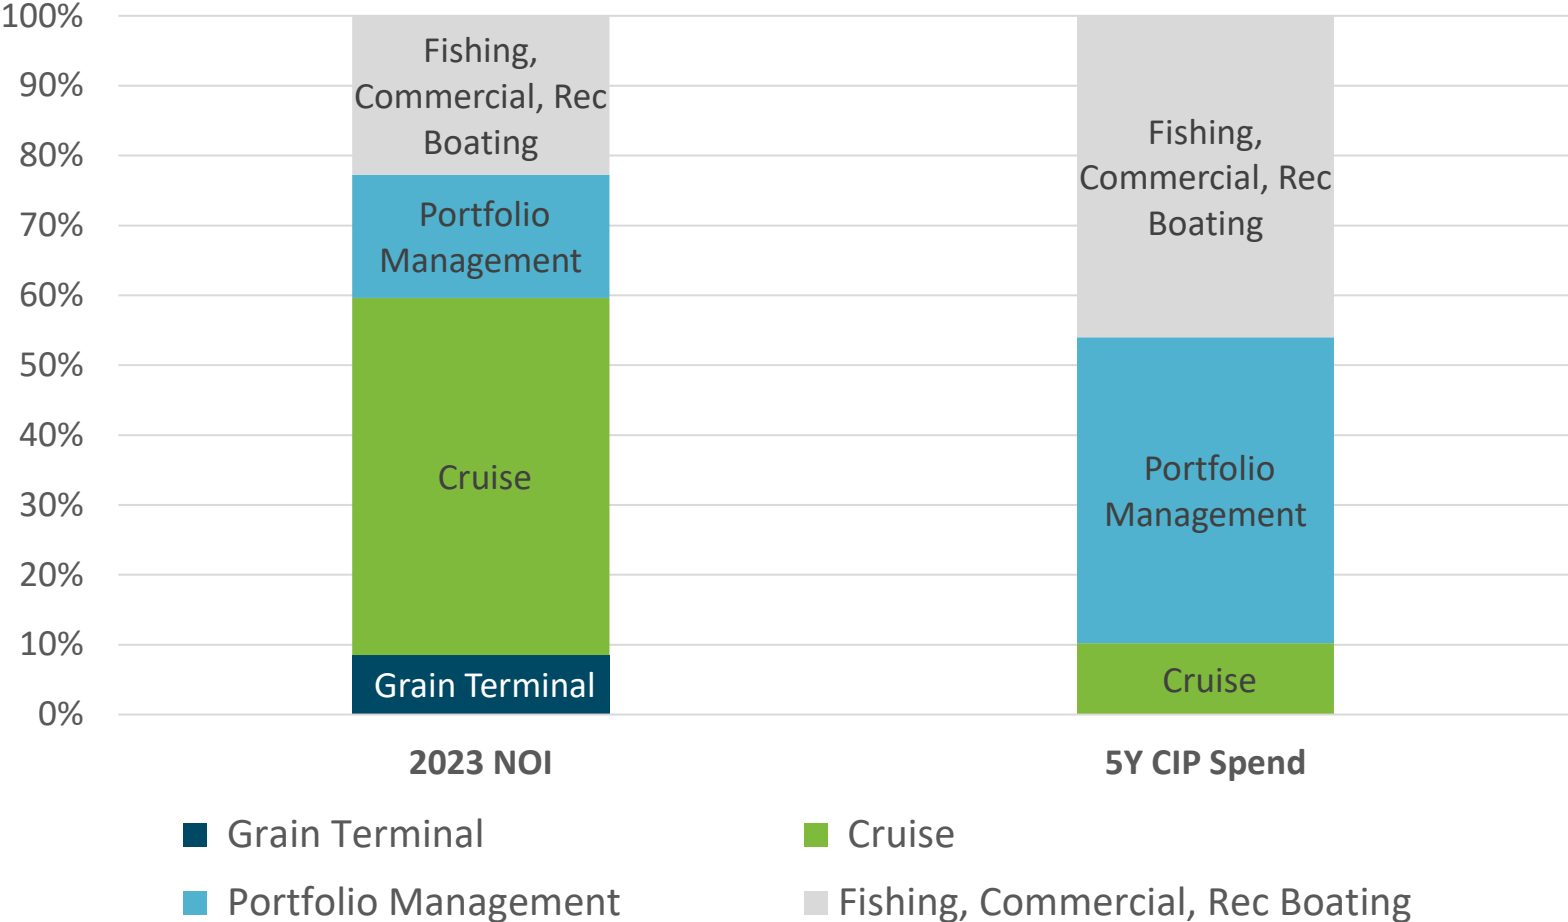 100%
90%
80%
70%
60%
50%
40%
30%
20%
10%
0%
Fishing,
Commercial, Rec
Boating
Portfolio
Management
Cruise
Grain Terminal
Fishing,
Commercial, Rec
Boating
Portfolio
Management
Cruise
2023 NOI
5Y CIP Spend
Grain Terminal
Cruise
Portfolio Management
Fishing, Commercial, Rec Boating